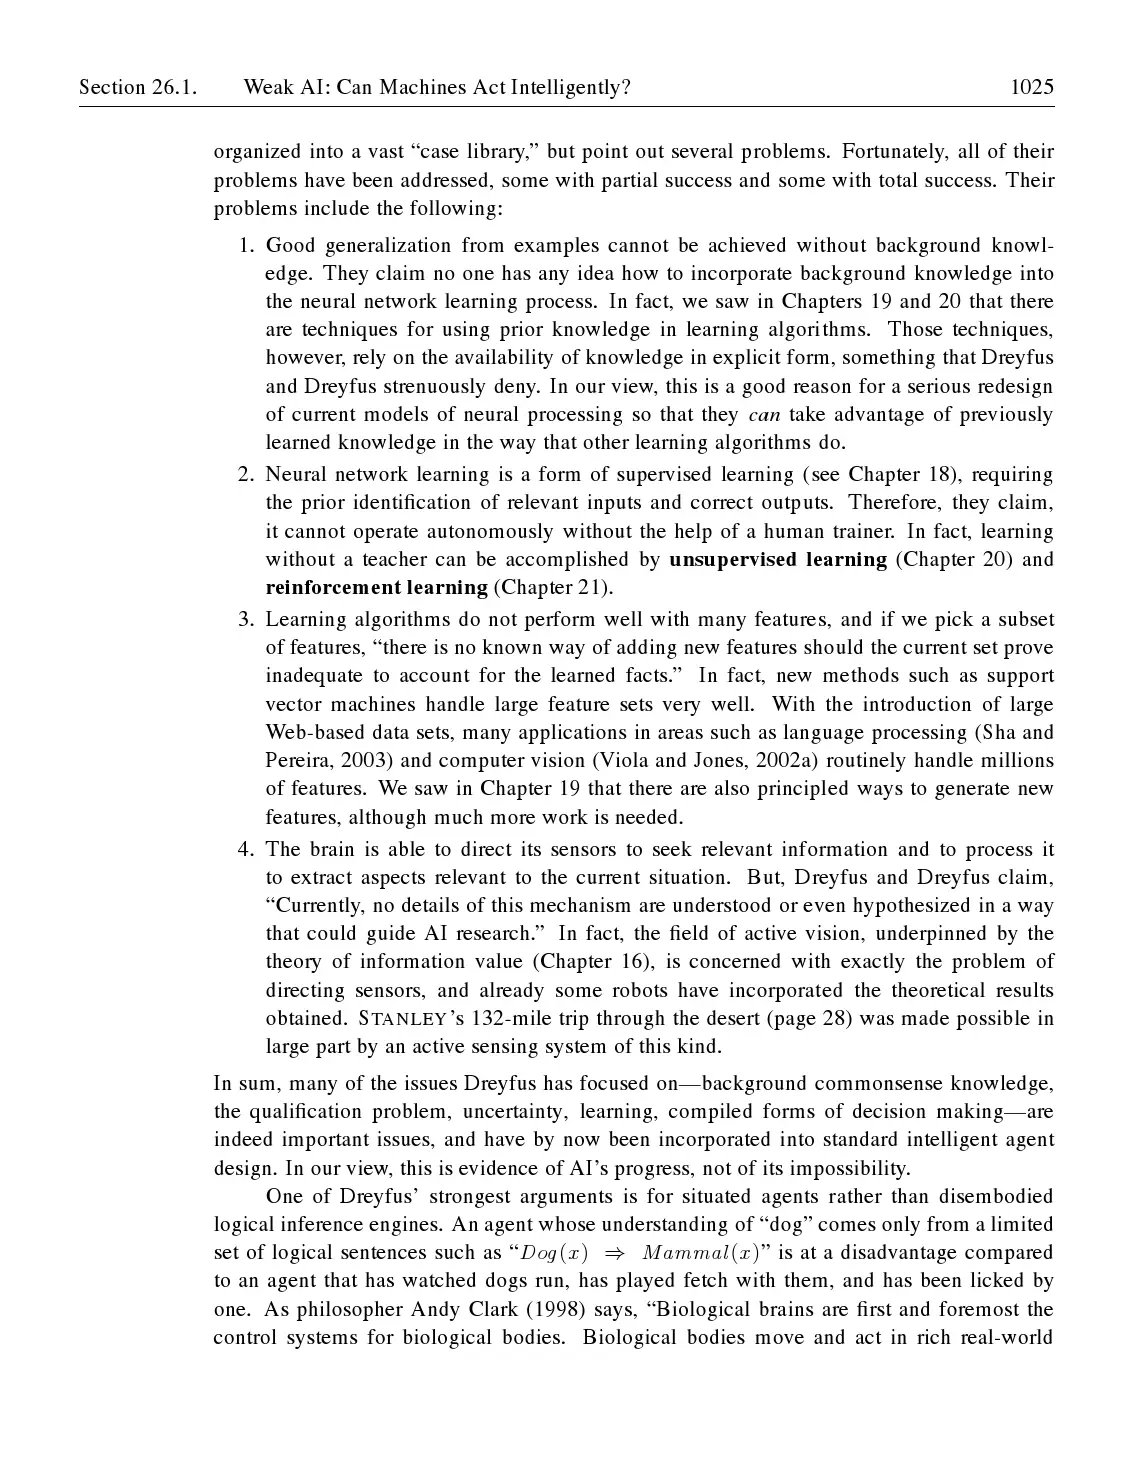 Section 26.1. Weak AI: Can Machines Act Intelligently? 1025
organized into a vast “case library,” but point out several problems. Fortunately, all of their
problems have been addressed, some with partial success and some with total success. Their
problems include the following:
1. Good generalization from examples cannot be achieved without background knowl-
edge. They claim no one has any idea how to incorporate background knowledge into
the neural network learning process. In fact, we saw in Chapters 19 and 20 that there
are techniques for using prior knowledge in learning algorithms. Those techniques,
however, rely on the availability of knowledge in explicit form, something that Dreyfus
and Dreyfus strenuously deny. In our view, this is a good reason for a serious redesign
of current models of neural processing so that they can take advantage of previously
learned knowledge in the way that other learning algorithms do.
2. Neural network learning is a form of supervised learning (see Chapter 18), requiring
the prior identification of relevant inputs and correct outputs. Therefore, they claim,
it cannot operate autonomously without the help of a human trainer. In fact, learning
without a teacher can be accomplished by unsupervised learning (Chapter 20) and
reinforcement learning (Chapter 21).
3. Learning algorithms do not perform well with many features, and if we pick a subset
of features, “there is no known way of adding new features should the current set prove
inadequate to account for the learned facts.” In fact, new methods such as support
vector machines handle large feature sets very well. With the introduction of large
Web-based data sets, many applications in areas such as language processing (Sha and
Pereira, 2003) and computer vision (Viola and Jones, 2002a) routinely handle millions
of features. We saw in Chapter 19 that there are also principled ways to generate new
features, although much more work is needed.
4. The brain is able to direct its sensors to seek relevant information and to process it
to extract aspects relevant to the current situation. But, Dreyfus and Dreyfus claim,
“Currently, no details of this mechanism are understood or even hypothesized in a way
that could guide AI research.” In fact, the field of active vision, underpinned by the
theory of information value (Chapter 16), is concerned with exactly the problem of
directing sensors, and already some robots have incorporated the theoretical results
obtained. STANLEY’s 132-mile trip through the desert (page 28) was made possible in
large part by an active sensing system of this kind.
In sum, many of the issues Dreyfus has focused on—background commonsense knowledge,
the qualification problem, uncertainty, learning, compiled forms of decision making—are
indeed important issues, and have by now been incorporated into standard intelligent agent
design. In our view, this is evidence of AI’s progress, not of its impossibility.
One of Dreyfus’ strongest arguments is for situated agents rather than disembodied
logical inference engines. An agent whose understanding of “dog” comes only from a limited
set of logical sentences such as “Dog(x) ⇒ Mammal(x)” is at a disadvantage compared
to an agent that has watched dogs run, has played fetch with them, and has been licked by
one. As philosopher Andy Clark (1998) says, “Biological brains are first and foremost the
control systems for biological bodies. Biological bodies move and act in rich real-world